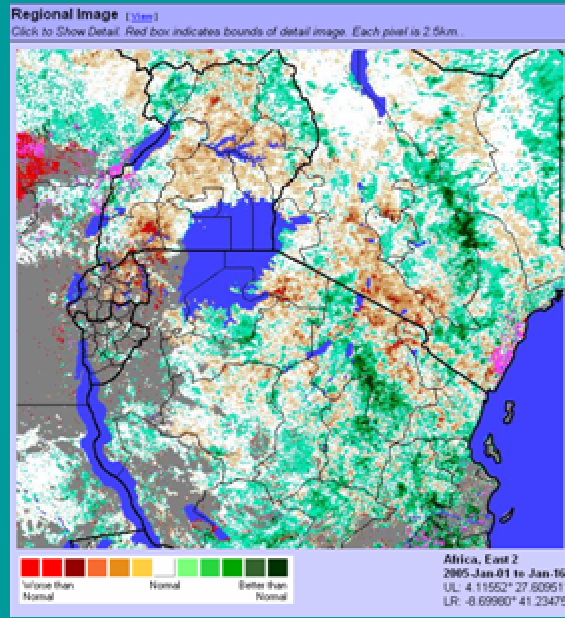 Regional Image [View]
Click to Show Detail. Red box indicates bounds of detail image. Each pixel is 2.5km..
Worse than Normal
Normal
Better than Normal
Africa, East 2
2005-Jan-01 to Jan-16
UL: 4.11552° 27.60951
LR: -8.69980° 41.23475